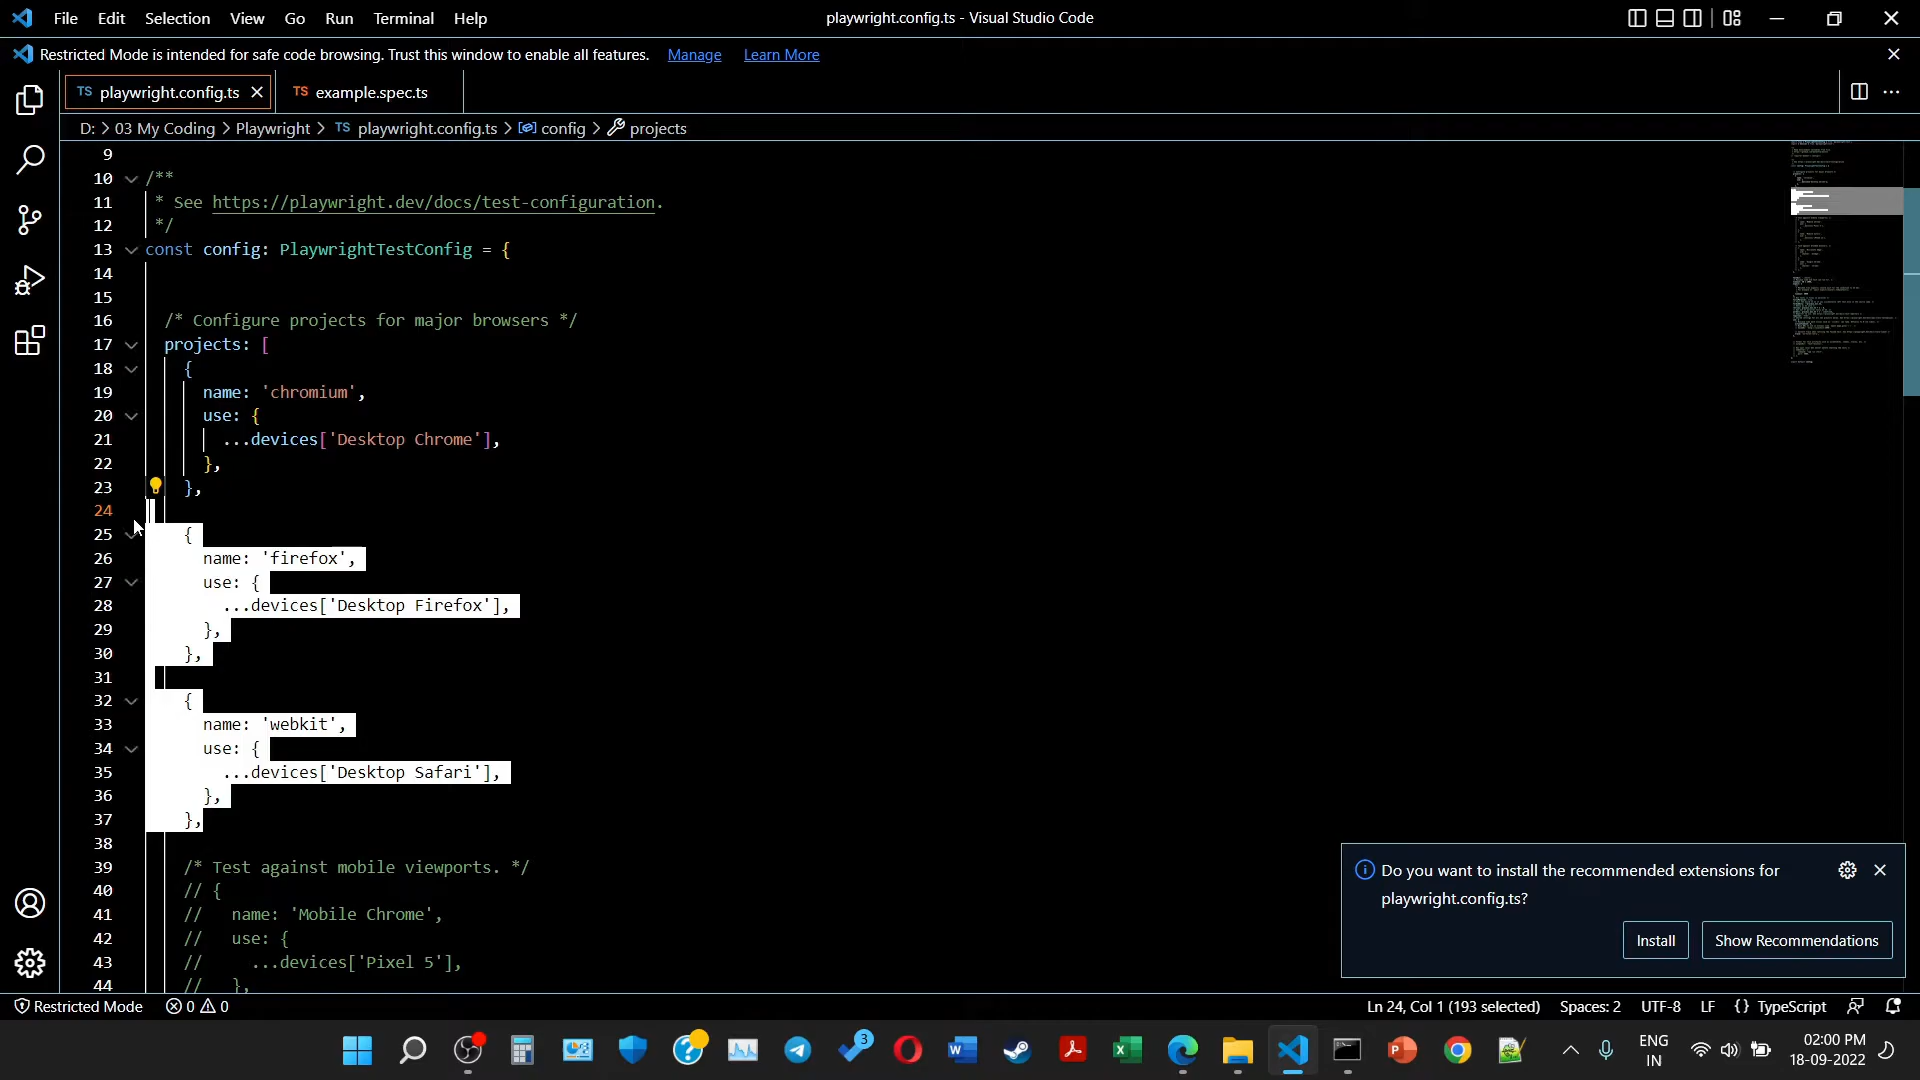 File Edit Selection View Go Run Terminal Help
playwright.config.ts - Visual Studio Code
Restricted Mode is intended for safe code browsing. Trust this window to enable all features. Manage Learn More
TS playwright.config.ts
TS example.spec.ts
D: > 03 My Coding > Playwright > TS playwright.config.ts > config > projects
9
10 /**
11 * See https://playwright.dev/docs/test-configuration.
12 */
13 const config: PlaywrightTestConfig = {
14
15
16 /* Configure projects for major browsers */
17 projects: [
18 {
19 name: 'chromium',
20 use: {
21 ...devices['Desktop Chrome'],
22 },
23 },
24
25 {
26 name: 'firefox',
27 use: {
28 ...devices['Desktop Firefox'],
29 },
30 },
31
32 {
33 name: 'webkit',
34 use: {
35 ...devices['Desktop Safari'],
36 },
37 },
38
39 /* Test against mobile viewports. */
40 // {
41 // name: 'Mobile Chrome',
42 // use: {
43 // ...devices['Pixel 5'],
44 // },
Do you want to install the recommended extensions for
playwright.config.ts?
Install
Show Recommendations
Restricted Mode
0
0
Ln 24, Col 1 (193 selected)
Spaces: 2
UTF-8
LF
{} TypeScript
3
ENG
IN
02:00 PM
18-09-2022